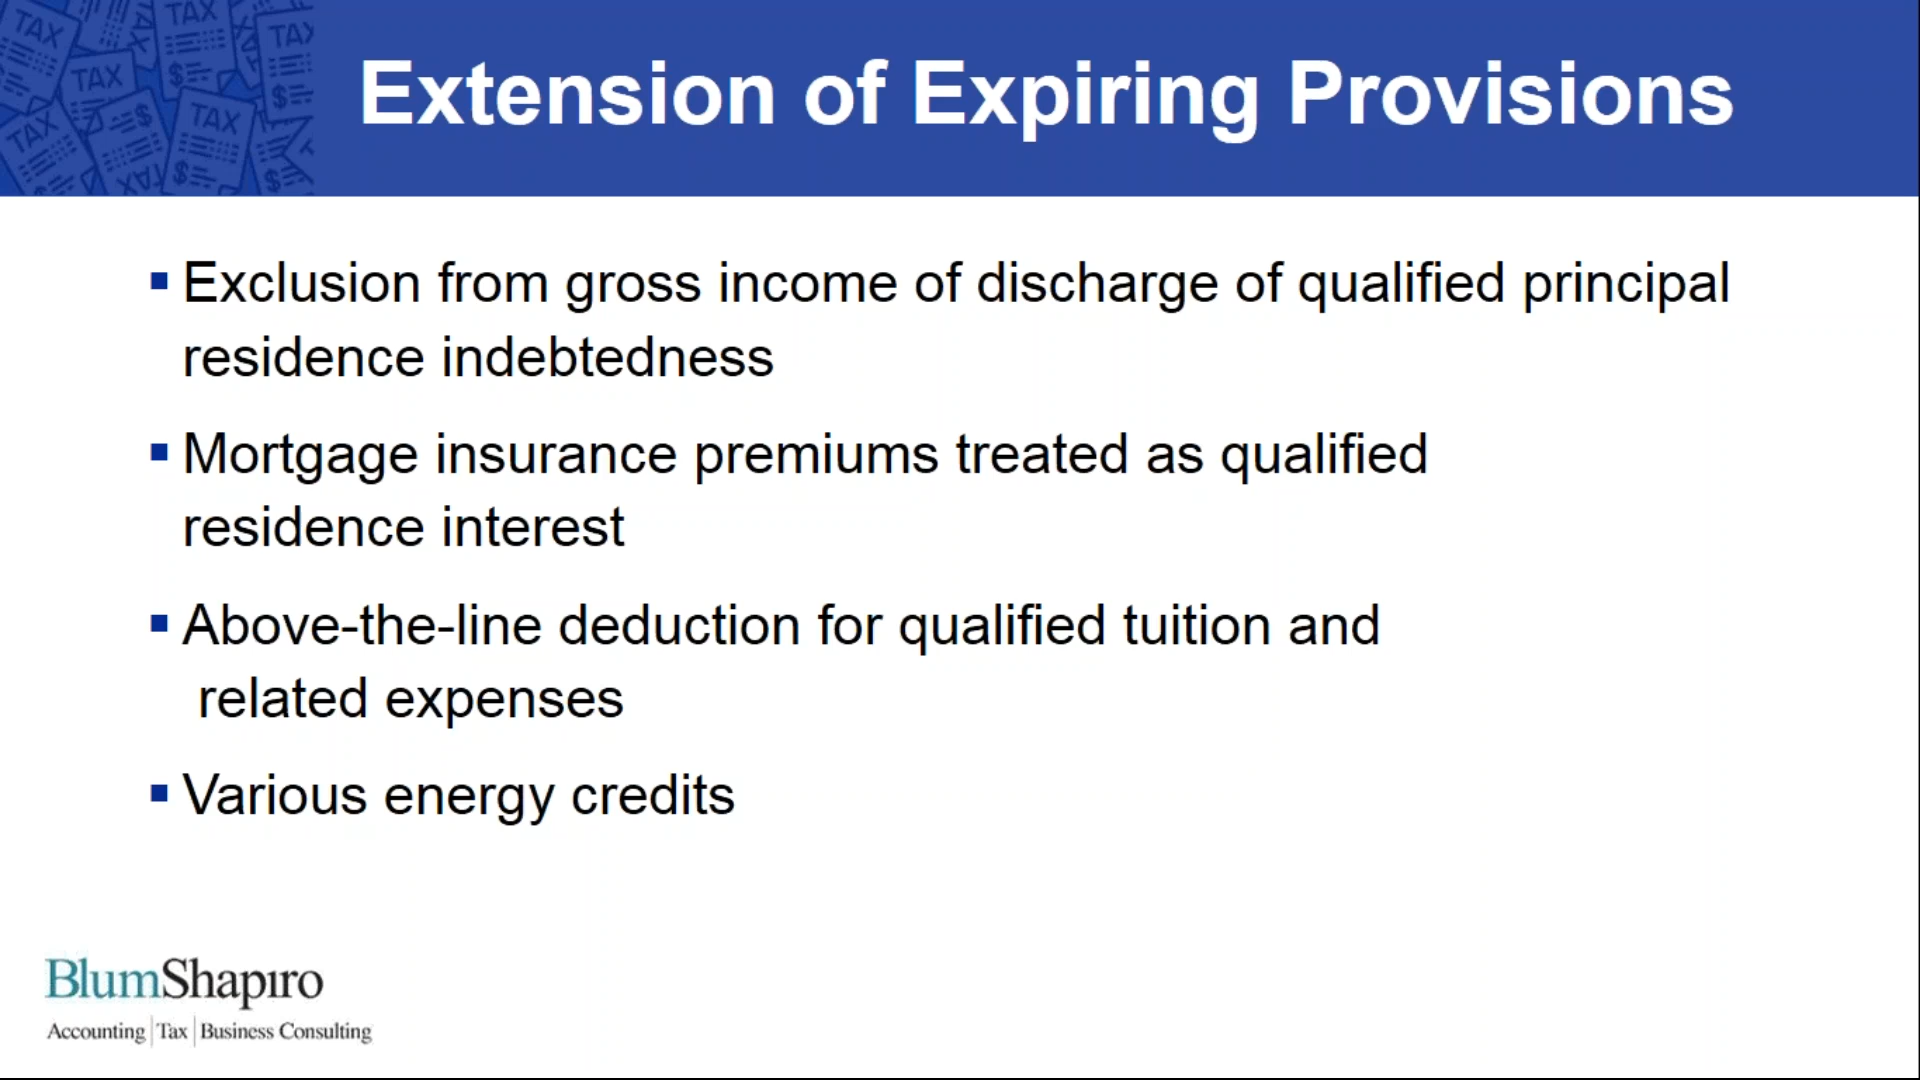 TAX TAX TAX
TAX
TAX TAX
Extension of Expiring Provisions
Exclusion from gross income of discharge of qualified principal
residence indebtedness
Mortgage insurance premiums treated as qualified
residence interest
Above-the-line deduction for qualified tuition and
related expenses
Various energy credits
BlumShapiro
Accounting | Tax | Business Consulting